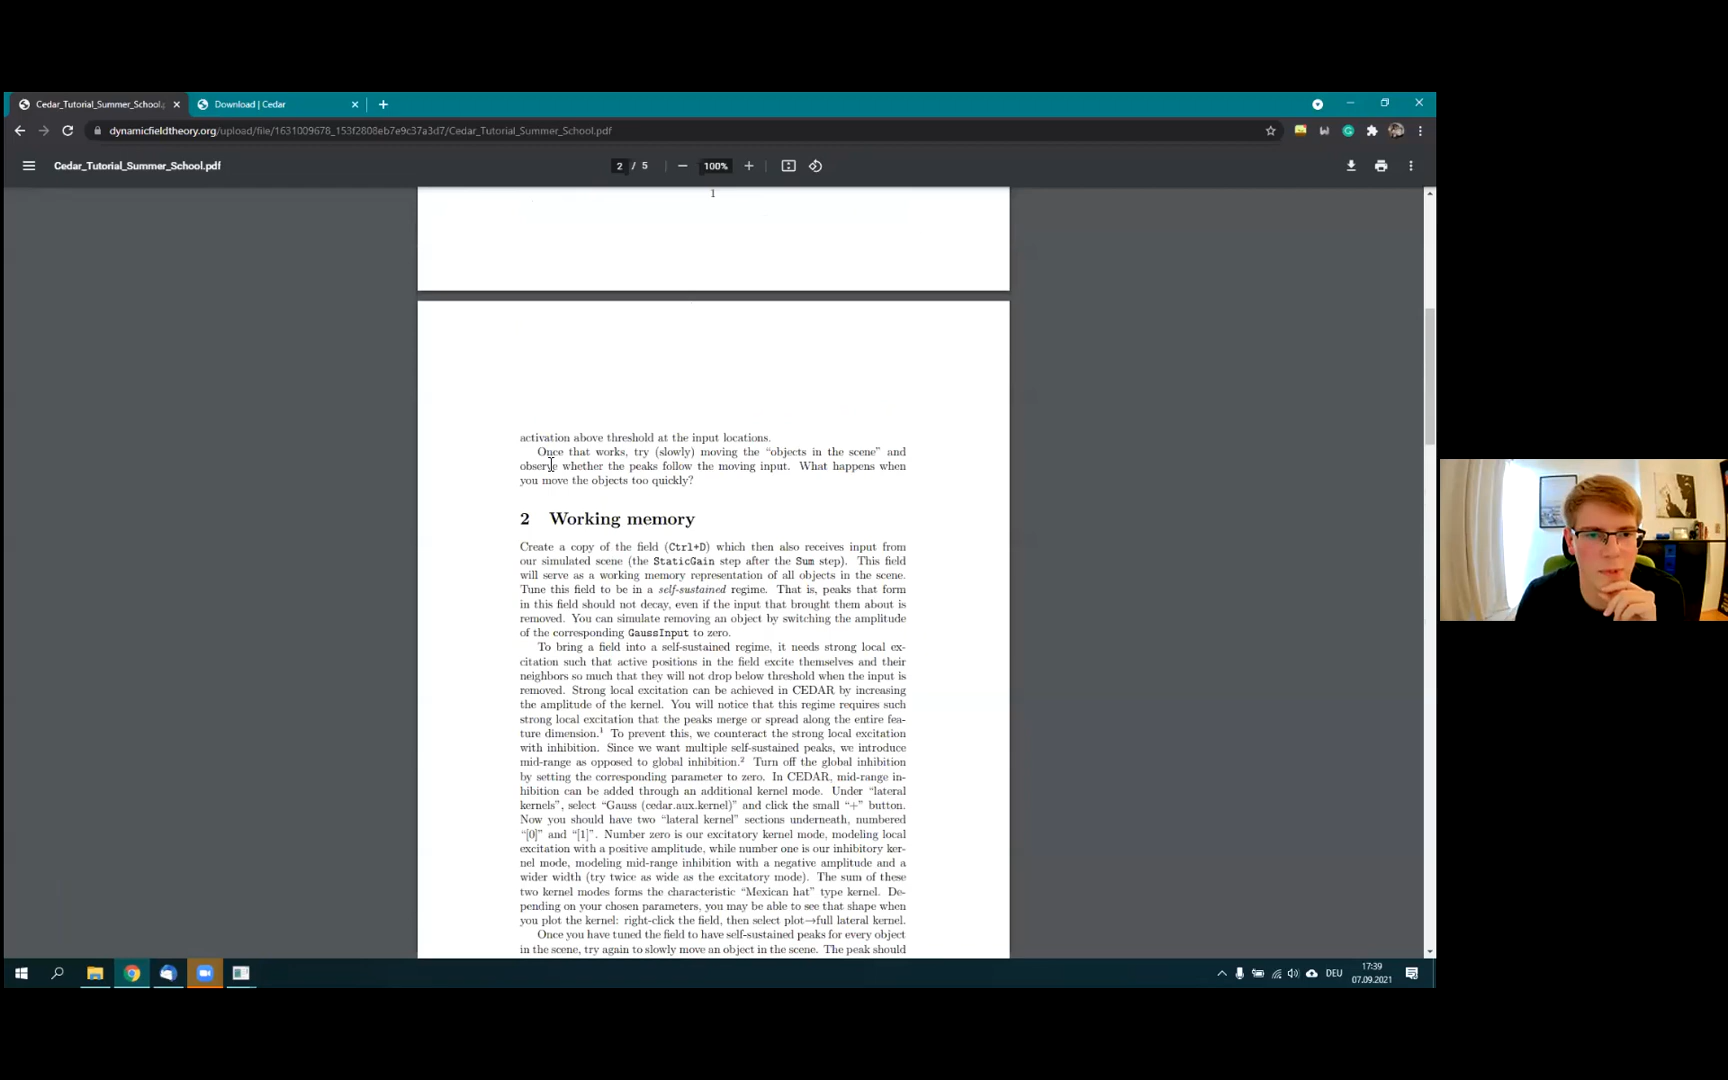 Cedar_Tutorial_Summer_School.
Download | Cedar
dynamicfieldtheory.org/upload/file/1631009678_153f2808eb7e9c37a3d7/Cedar_Tutorial_Summer_School.pdf
Cedar_Tutorial_Summer_School.pdf
2 / 5
100%
1
activation above threshold at the input locations.
Once that works, try (slowly) moving the “objects in the scene” and
observe whether the peaks follow the moving input. What happens when
you move the objects too quickly?
2 Working memory
Create a copy of the field (Ctrl+D) which then also receives input from
our simulated scene (the StaticGain step after the Sum step). This field
will serve as a working memory representation of all objects in the scene.
Tune this field to be in a self-sustained regime. That is, peaks that form
in this field should not decay, even if the input that brought them about is
removed. You can simulate removing an object by switching the amplitude
of the corresponding GaussInput to zero.
To bring a field into a self-sustained regime, it needs strong local ex-
citation such that active positions in the field excite themselves and their
neighbors so much that they will not drop below threshold when the input is
removed. Strong local excitation can be achieved in CEDAR by increasing
the amplitude of the kernel. You will notice that this regime requires such
strong local excitation that the peaks merge or spread along the entire fea-
ture dimension.1 To prevent this, we counteract the strong local excitation
with inhibition. Since we want multiple self-sustained peaks, we introduce
mid-range as opposed to global inhibition.2 Turn off the global inhibition
by setting the corresponding parameter to zero. In CEDAR, mid-range in-
hibition can be added through an additional kernel mode. Under “lateral
kernels”, select “Gauss (cedar.aux.kernel)” and click the small “+” button.
Now you should have two “lateral kernel” sections underneath, numbered
“[0]” and “[1]”. Number zero is our excitatory kernel mode, modeling local
excitation with a positive amplitude, while number one is our inhibitory ker-
nel mode, modeling mid-range inhibition with a negative amplitude and a
wider width (try twice as wide as the excitatory mode). The sum of these
two kernel modes forms the characteristic “Mexican hat” type kernel. De-
pending on your chosen parameters, you may be able to see that shape when
you plot the kernel: right-click the field, then select plot→full lateral kernel.
Once you have tuned the field to have self-sustained peaks for every object
in the scene, try again to slowly move an object in the scene. The peak should
DEU
17:39
07.09.2021